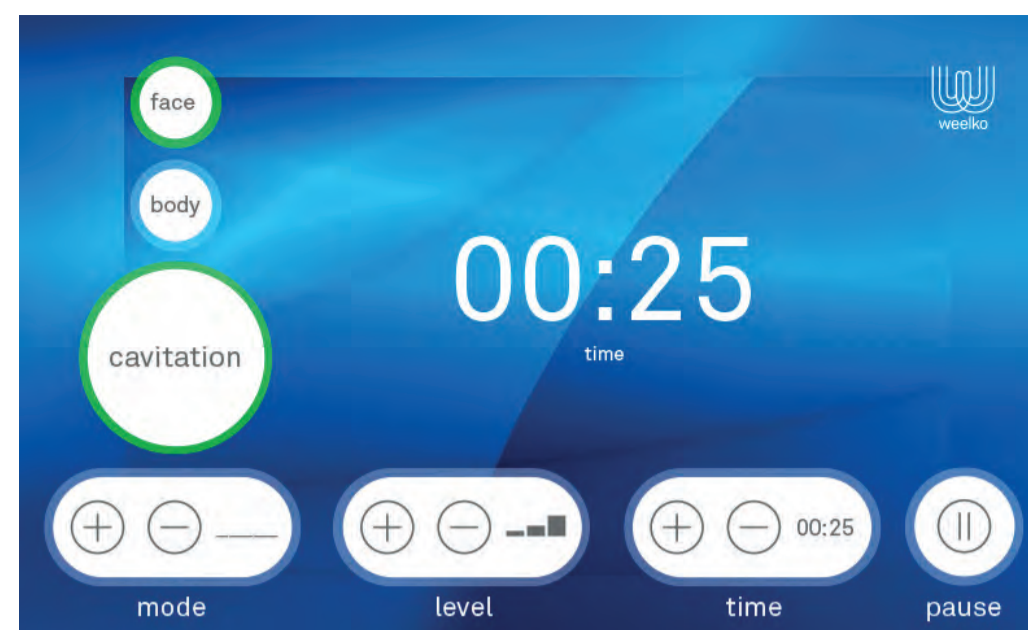 face
weelko
body
00:25
time
cavitation
00:25
mode
level
time
pause